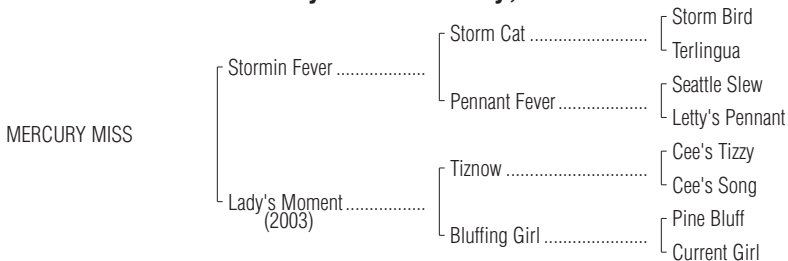 Storm Bird
Storm Cat ........................
Terlingua
Stormin Fever ...................
Seattle Slew
Pennant Fever ...................
Letty's Pennant
MERCURY MISS
Cee's Tizzy
Tiznow ........................
Cee's Song
Lady's Moment .................
(2003)
Pine Bluff
Bluffing Girl ......................
Current Girl